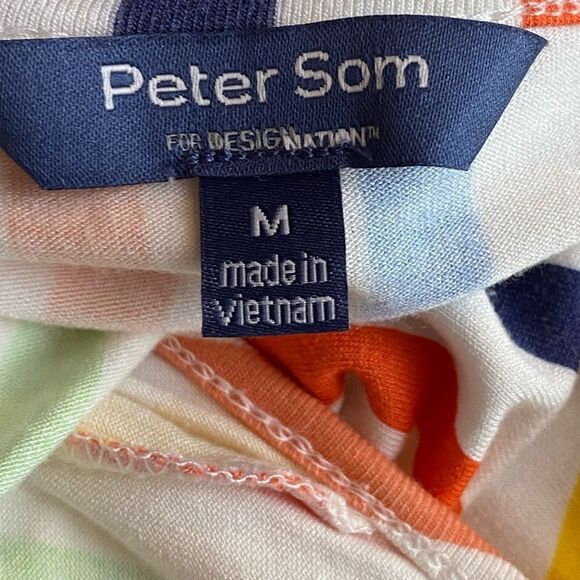 Peter Som
FOR DESIGNATION™
M
made in
vietnam